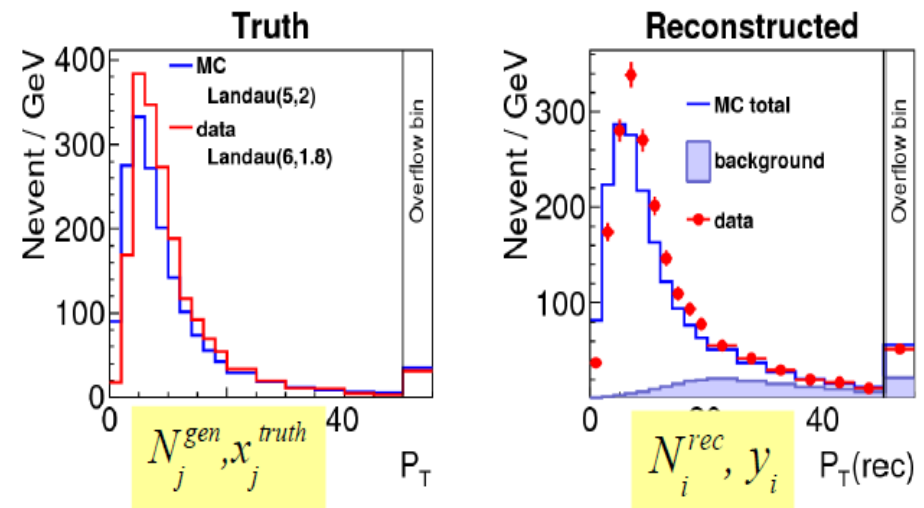 Truth
Nevent / GeV
400
300
200
100
0
MC
Landau(5,2)
data
Landau(6,1.8)
Overflow bin
0
40
N_j^{gen}, x_j^{truth}
P_T
Reconstructed
Nevent / GeV
300
200
100
MC total
background
data
Overflow bin
0
40
N_i^{rec}, y_i
P_T(rec)